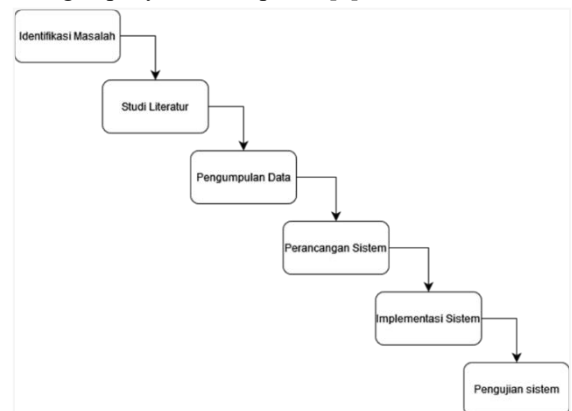 Identifikasi Masalah
Studi Literatur
Pengumpulan Data
Perancangan Sistem
Implementasi Sistem
Pengujian sistem